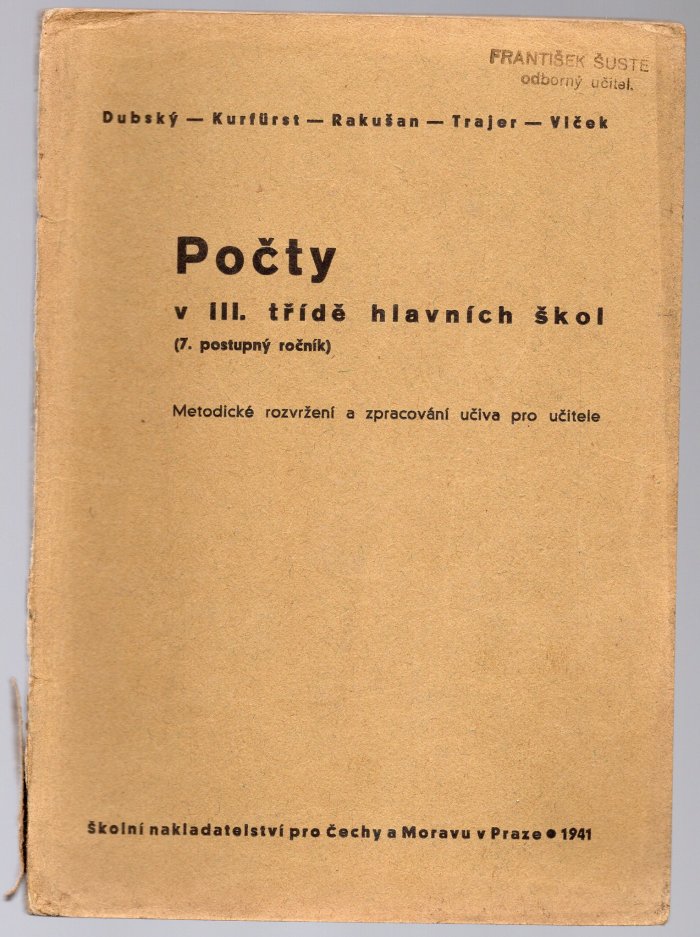 FRANTIŠEK ŠUSTE
odborný učitel.
Dubský — Kurfürst — Rakušan — Trajer — Vlček
Počty
v III. třídě hlavních škol
(7. postupný ročník)
Metodické rozvržení a zpracování učiva pro učitele
Školní nakladatelství pro Čechy a Moravu v Praze ● 1941